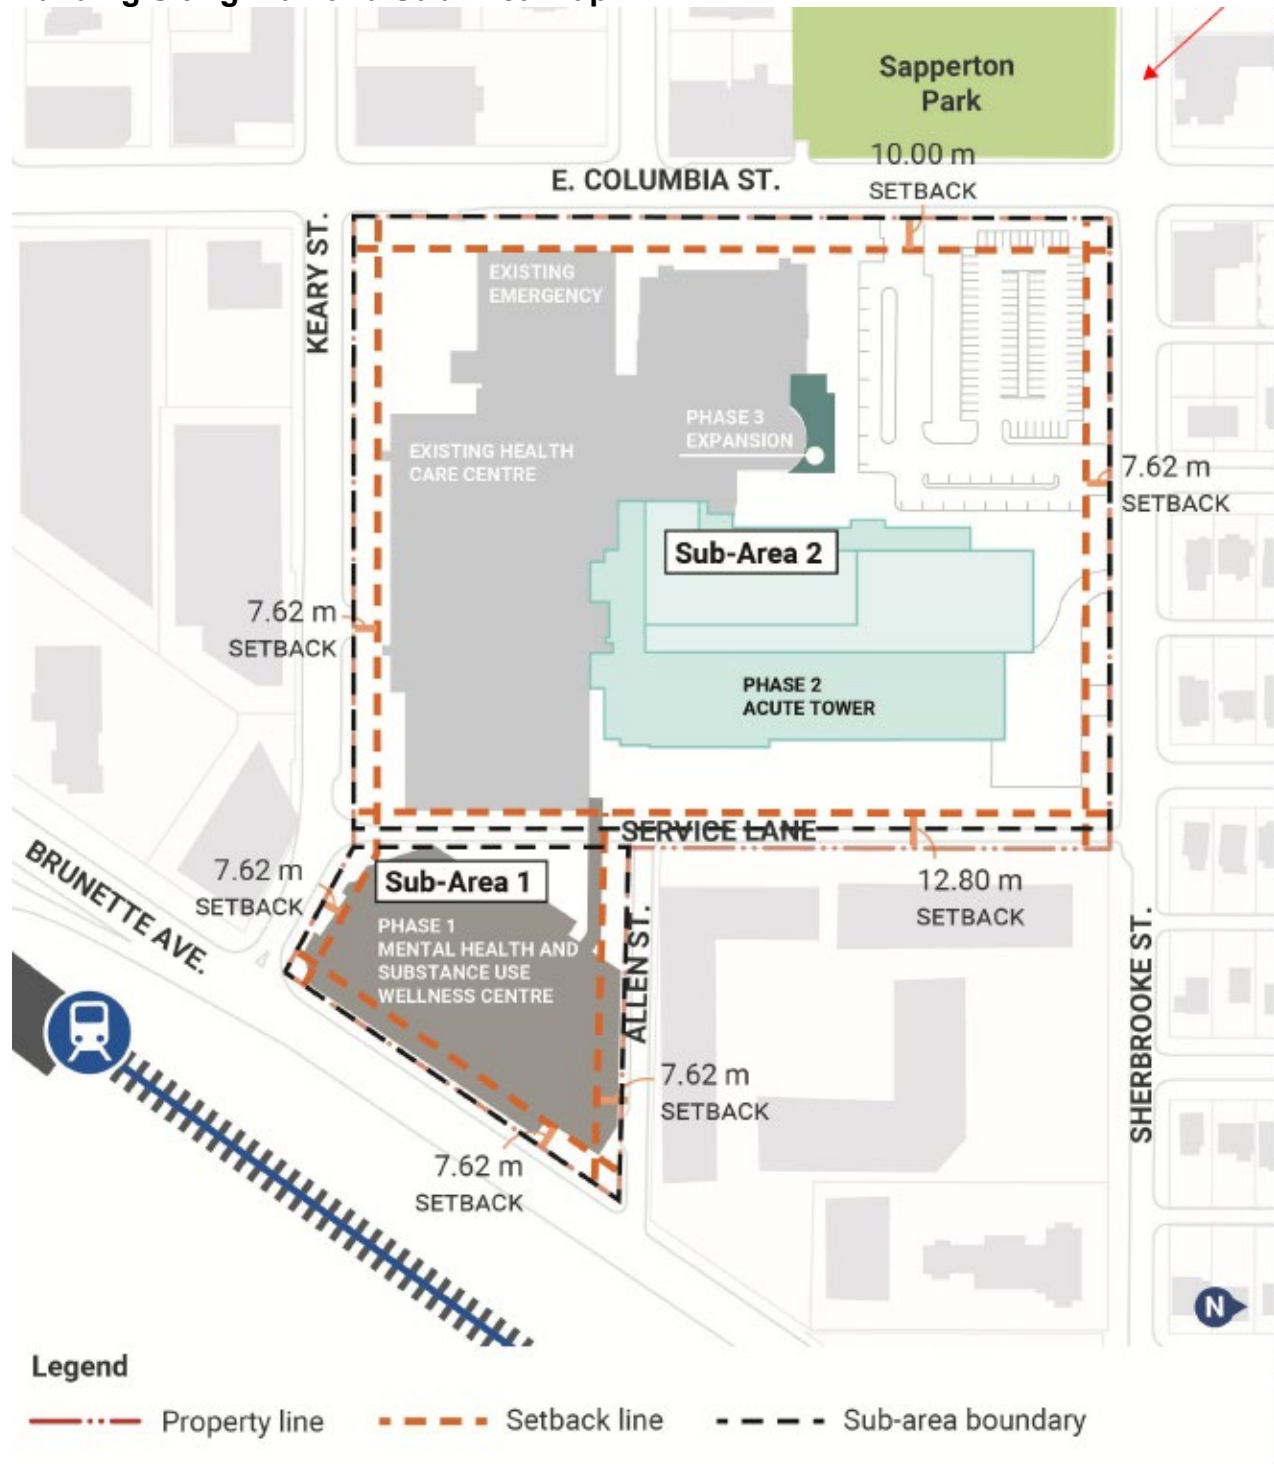 Sapperton
Park
10.00 m
SETBACK
E. COLUMBIA ST.
KEARY ST.
EXISTING
EMERGENCY
PHASE 3
EXPANSION
EXISTING HEALTH
CARE CENTRE
7.62 m
SETBACK
Sub-Area 2
7.62 m
SETBACK
PHASE 2
ACUTE TOWER
SERVICE LANE
BRUNETTE AVE.
7.62 m
SETBACK
Sub-Area 1
12.80 m
SETBACK
PHASE 1
MENTAL HEALTH AND
SUBSTANCE USE
WELLNESS CENTRE
ALLEN ST.
SHERBROOKE ST.
7.62 m
SETBACK
7.62 m
SETBACK
N
Legend
Property line
Setback line
Sub-area boundary